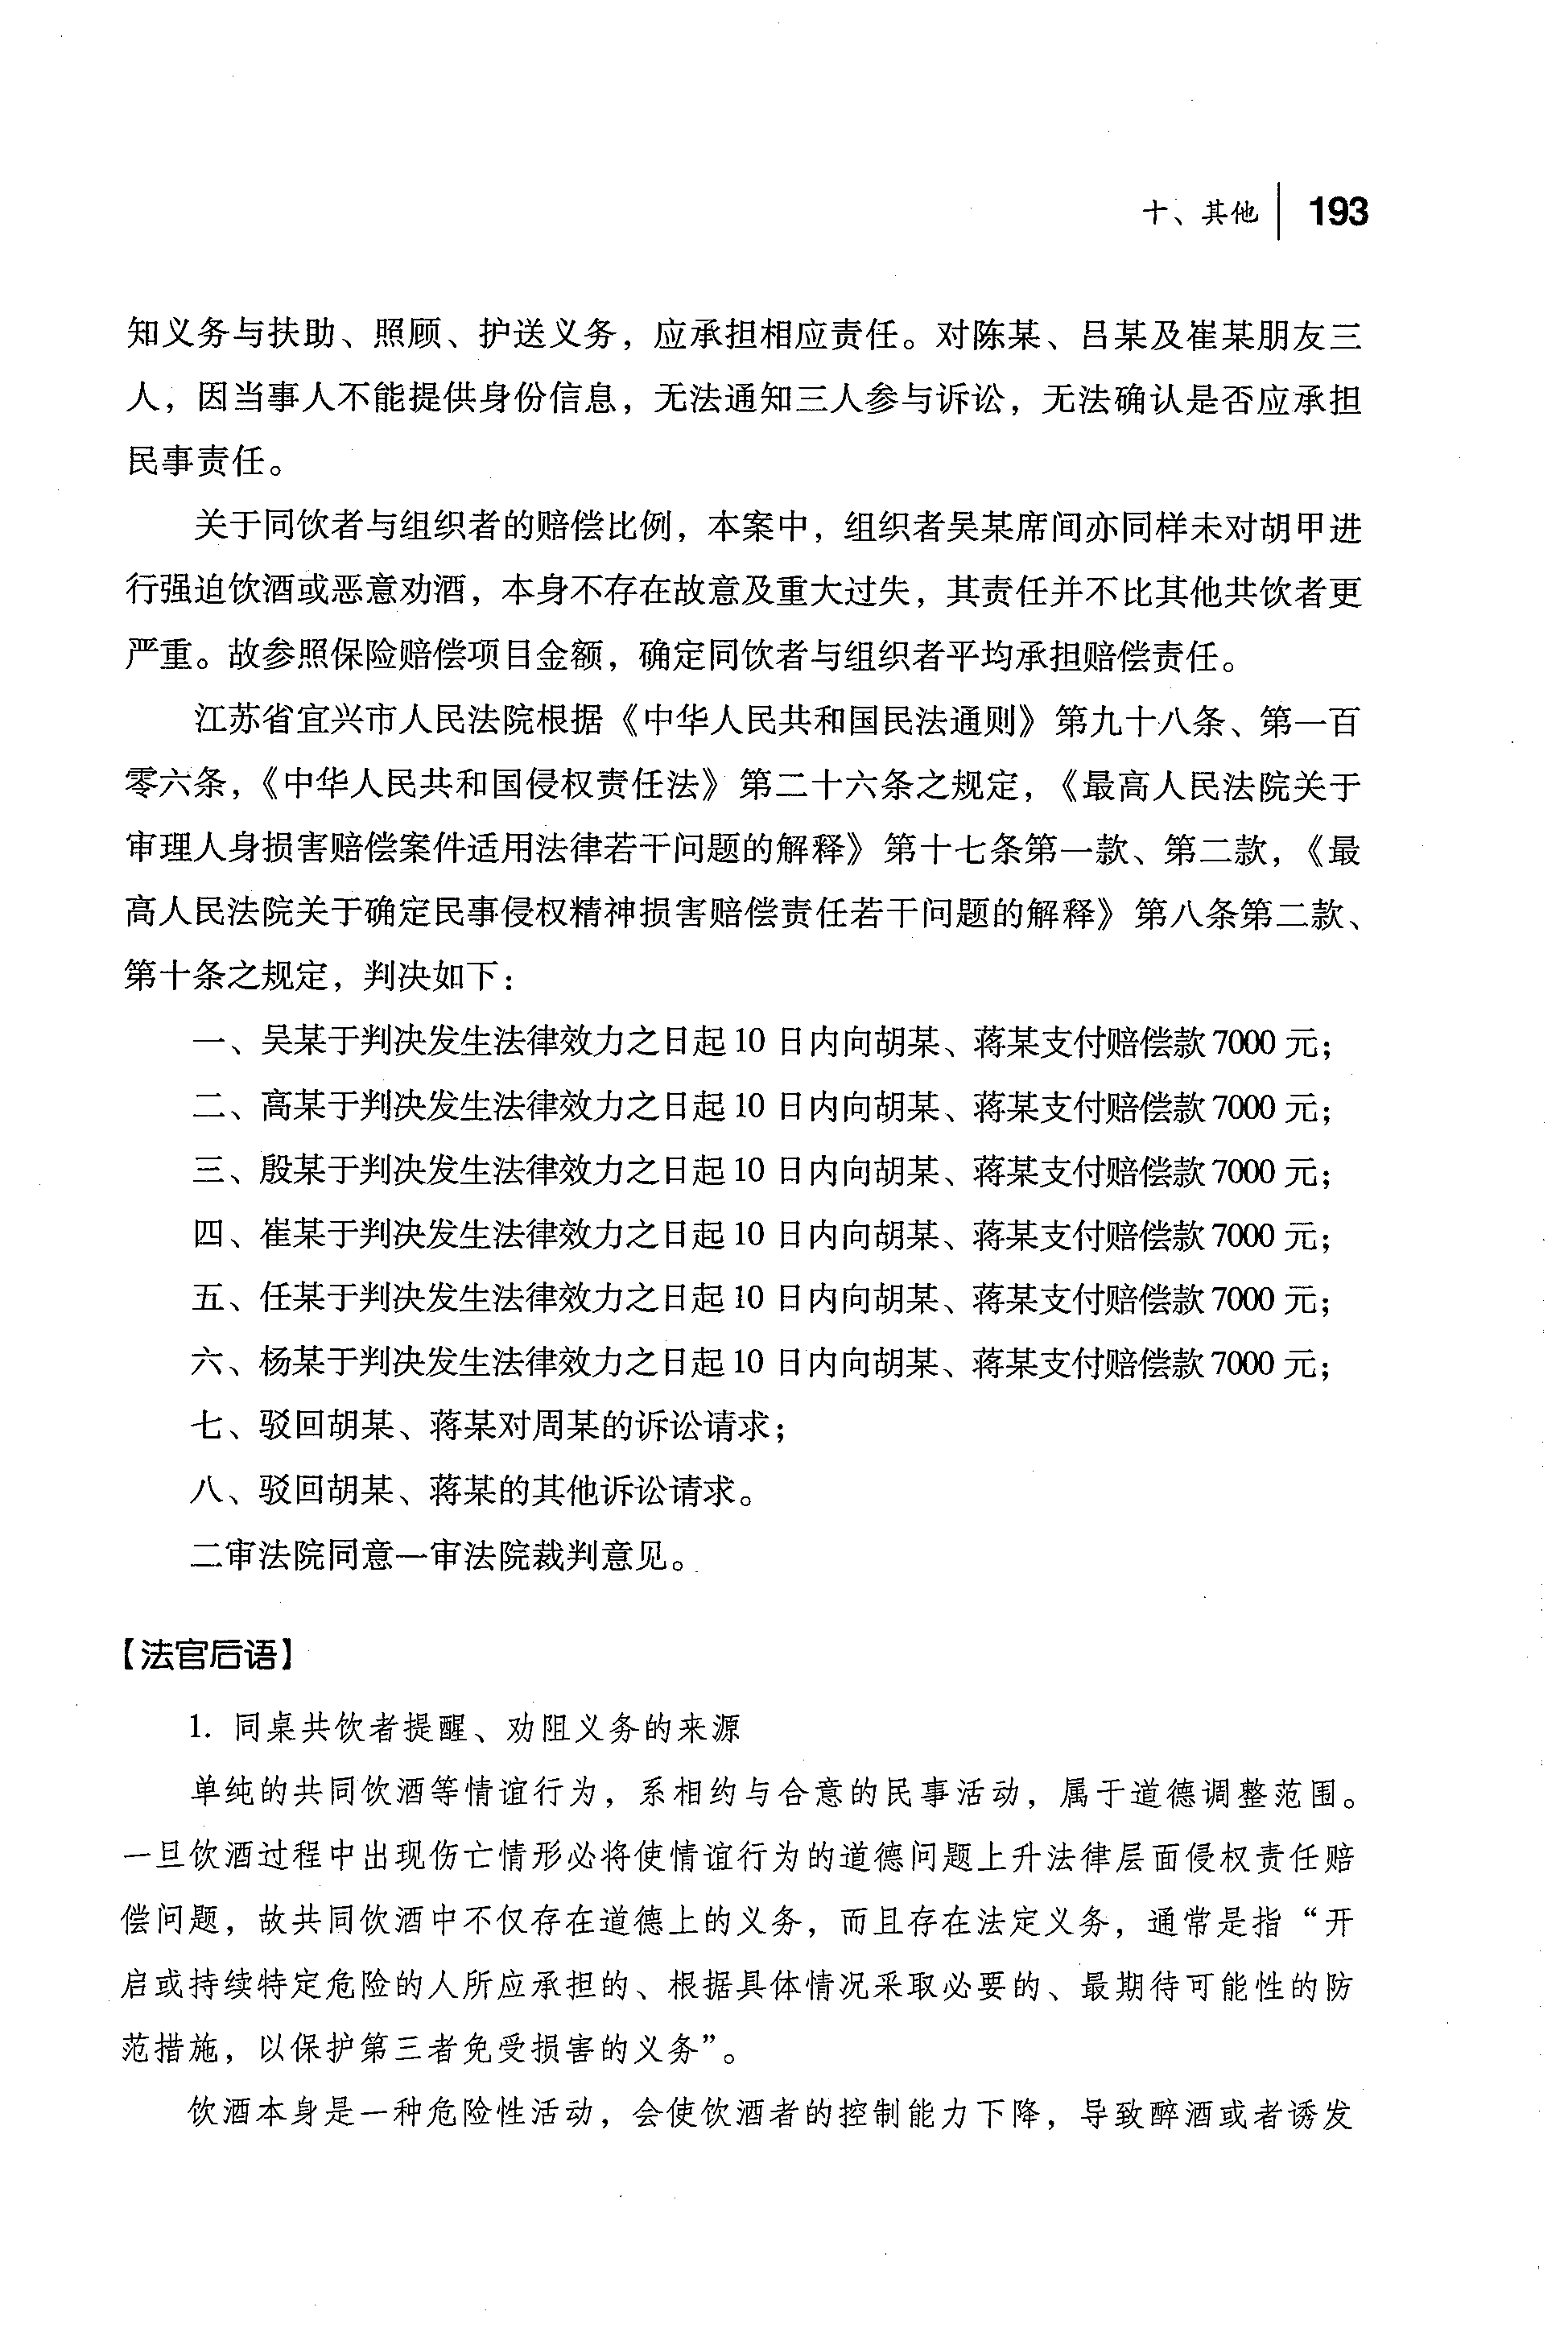 十、其他 193
知义务与扶助、照顾、护送义务，应承担相应责任。对陈某、吕某及崔某朋友三
人，因当事人不能提供身份信息，无法通知三人参与诉讼，无法确认是否应承担
民事责任。
关于同饮者与组织者的赔偿比例，本案中，组织者吴某席间亦同样未对胡甲进
行强迫饮酒或恶意劝酒，本身不存在故意及重大过失，其责任并不比其他共饮者更
严重。故参照保险赔偿项目金额，确定同饮者与组织者平均承担赔偿责任。
江苏省宜兴市人民法院根据《中华人民共和国民法通则》第九十八条、第一百
零六条，《中华人民共和国侵权责任法》第二十六条之规定，《最高人民法院关于
审理人身损害赔偿案件适用法律若干问题的解释》第十七条第一款、第二款，《最
高人民法院关于确定民事侵权精神损害赔偿责任若干问题的解释》第八条第二款、
第十条之规定，判决如下：
一、吴某于判决发生法律效力之日起10日内向胡某、蒋某支付赔偿款7000元；
二、高某于判决发生法律效力之日起10日内向胡某、蒋某支付赔偿款7000元；
三、殷某于判决发生法律效力之日起10日内向胡某、蒋某支付赔偿款7000元；
四、崔某于判决发生法律效力之日起10日内向胡某、蒋某支付赔偿款7000元；
五、任某于判决发生法律效力之日起10日内向胡某、蒋某支付赔偿款7000元；
六、杨某于判决发生法律效力之日起10日内向胡某、蒋某支付赔偿款7000元；
七、驳回胡某、蒋某对周某的诉讼请求；
八、驳回胡某、蒋某的其他诉讼请求。
二审法院同意一审法院裁判意见。
【法官后语】
1. 同桌共饮者提醒、劝阻义务的来源
单纯的共同饮酒等情谊行为，系相约与合意的民事活动，属于道德调整范围。
一旦饮酒过程中出现伤亡情形必将使情谊行为的道德问题上升法律层面侵权责任赔
偿问题，故共同饮酒中不仅存在道德上的义务，而且存在法定义务，通常是指“开
启或持续特定危险的人所应承担的、根据具体情况采取必要的、最期待可能性的防
范措施，以保护第三者免受损害的义务”。
饮酒本身是一种危险性活动，会使饮酒者的控制能力下降，导致醉酒或者诱发